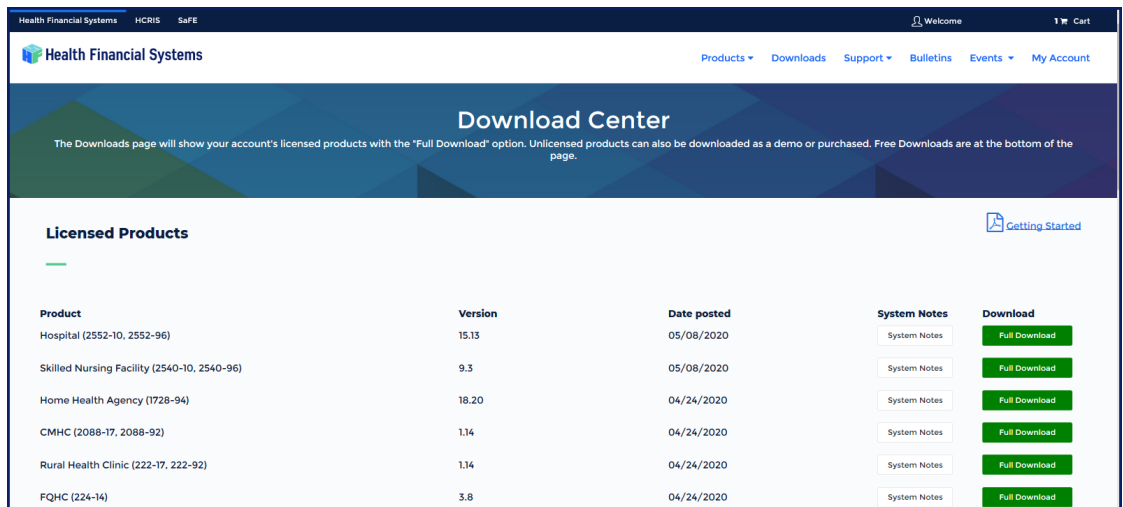 Health Financial Systems HCRIS SaFE Welcome 1 Cart
Health Financial Systems
Products Downloads Support Bulletins Events My Account
Download Center
The Downloads page will show your account's licensed products with the "Full Download" option. Unlicensed products can also be downloaded as a demo or purchased. Free Downloads are at the bottom of the
page.
Getting Started
Licensed Products
Product Version Date posted System Notes Download
Hospital (2552-10, 2552-96) 15.13 05/08/2020 System Notes Full Download
Skilled Nursing Facility (2540-10, 2540-96) 9.3 05/08/2020 System Notes Full Download
Home Health Agency (1728-94) 18.20 04/24/2020 System Notes Full Download
CMHC (2088-17, 2088-92) 1.14 04/24/2020 System Notes Full Download
Rural Health Clinic (222-17, 222-92) 1.14 04/24/2020 System Notes Full Download
FQHC (224-14) 3.8 04/24/2020 System Notes Full Download